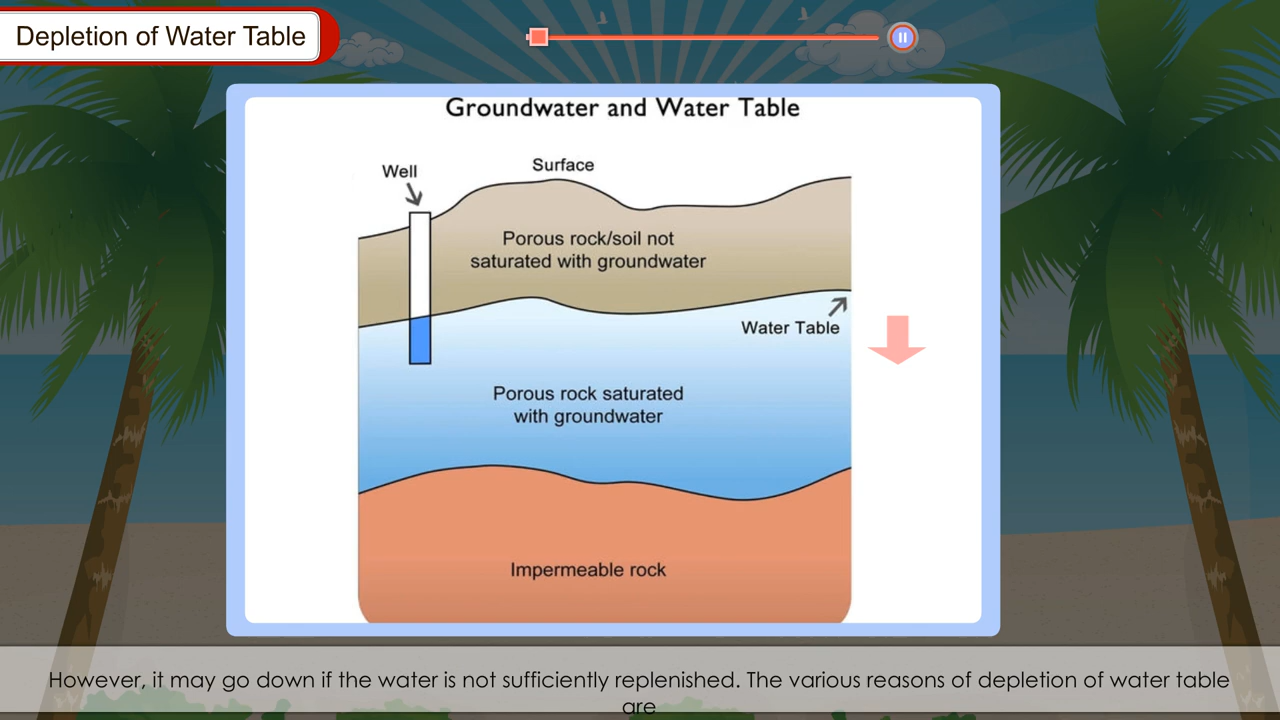 Depletion of Water Table
Groundwater and Water Table
Well
Surface
Porous rock/soil not
saturated with groundwater
Water Table
Porous rock saturated
with groundwater
Impermeable rock
However, it may go down if the water is not sufficiently replenished. The various reasons of depletion of water table
are